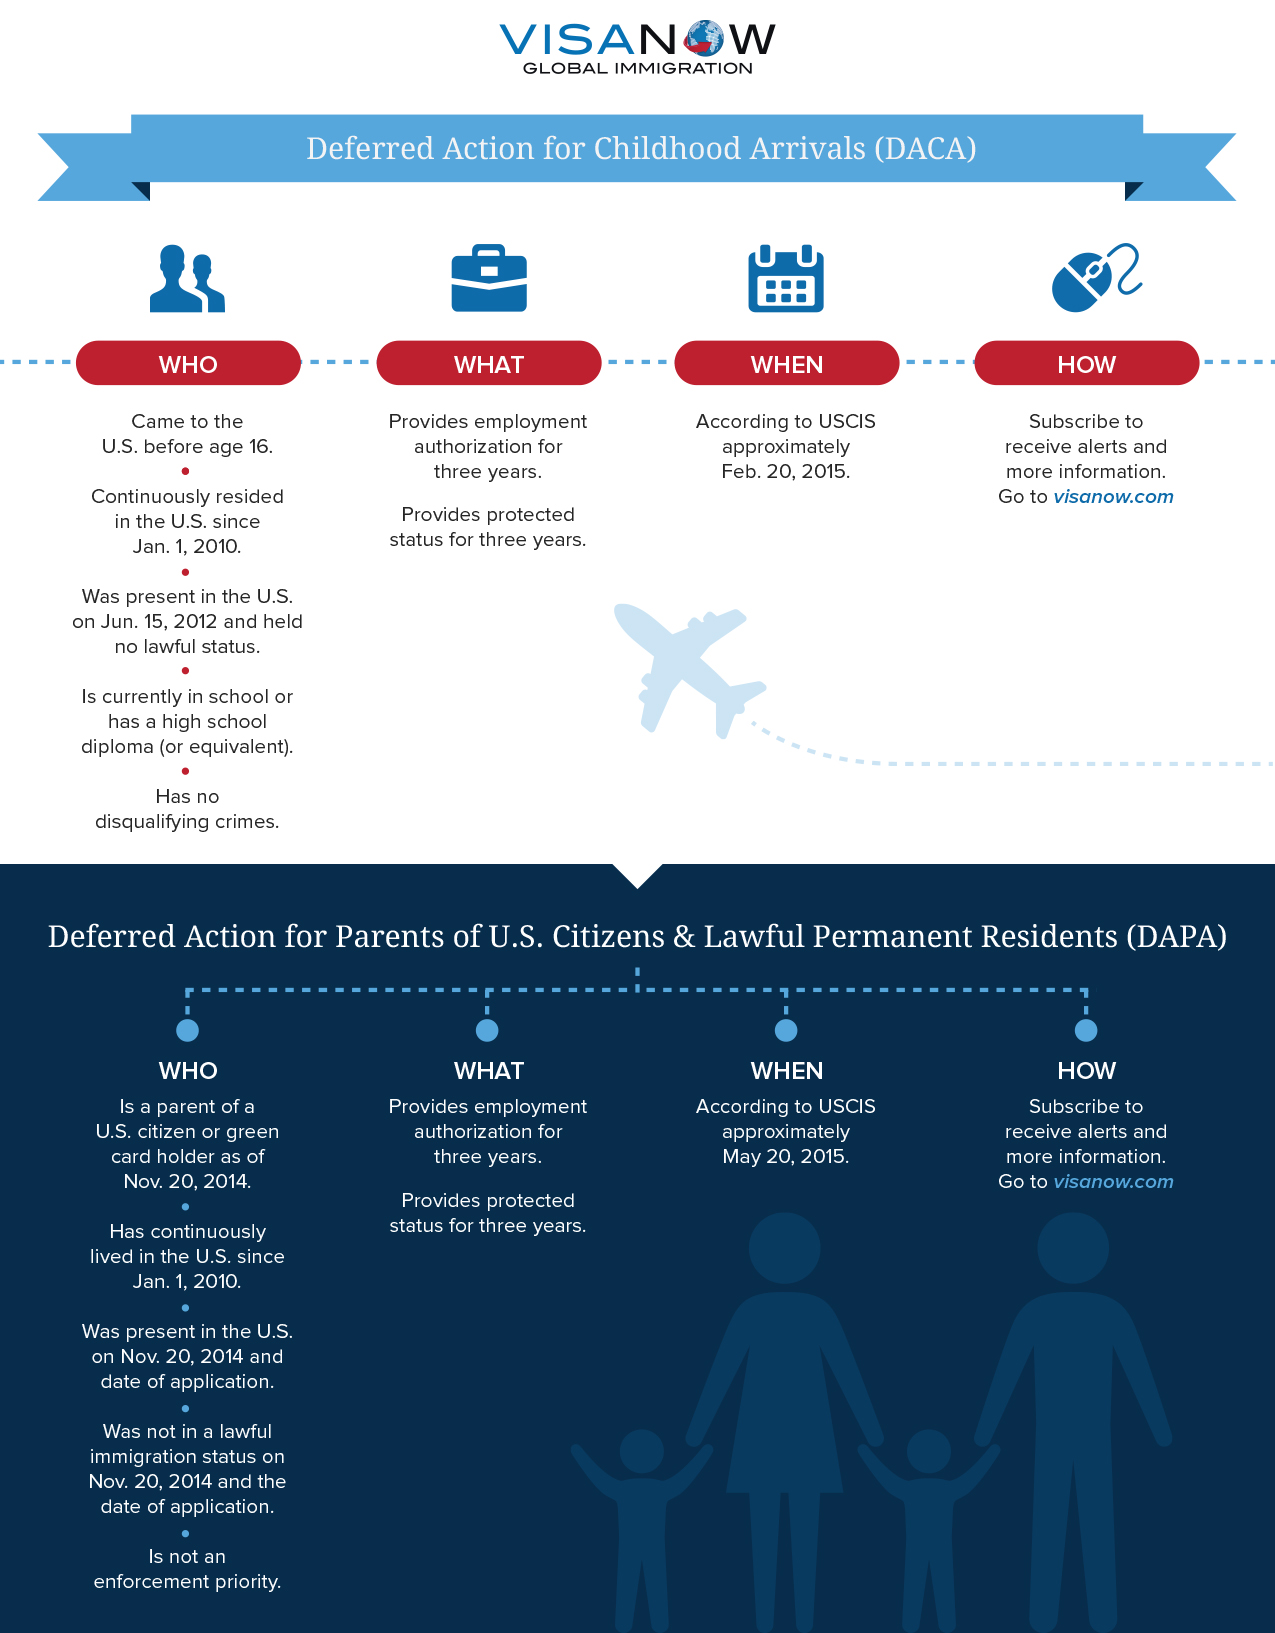 VISANOW
GLOBAL IMMIGRATION
Deferred Action for Childhood Arrivals (DACA)
WHO
Came to the
U.S. before age 16.
Continuously resided
in the U.S. since
Jan. 1, 2010.
Was present in the U.S.
on Jun. 15, 2012 and held
no lawful status.
Is currently in school or
has a high school
diploma (or equivalent).
Has no
disqualifying crimes.
WHAT
Provides employment
authorization for
three years.
Provides protected
status for three years.
WHEN
According to USCIS
approximately
Feb. 20, 2015.
HOW
Subscribe to
receive alerts and
more information.
Go to visanow.com
Deferred Action for Parents of U.S. Citizens & Lawful Permanent Residents (DAPA)
WHO
Is a parent of a
U.S. citizen or green
card holder as of
Nov. 20, 2014.
Has continuously
lived in the U.S. since
Jan. 1, 2010.
Was present in the U.S.
on Nov. 20, 2014 and
date of application.
Was not in a lawful
immigration status on
Nov. 20, 2014 and the
date of application.
Is not an
enforcement priority.
WHAT
Provides employment
authorization for
three years.
Provides protected
status for three years.
WHEN
According to USCIS
approximately
May 20, 2015.
HOW
Subscribe to
receive alerts and
more information.
Go to visanow.com